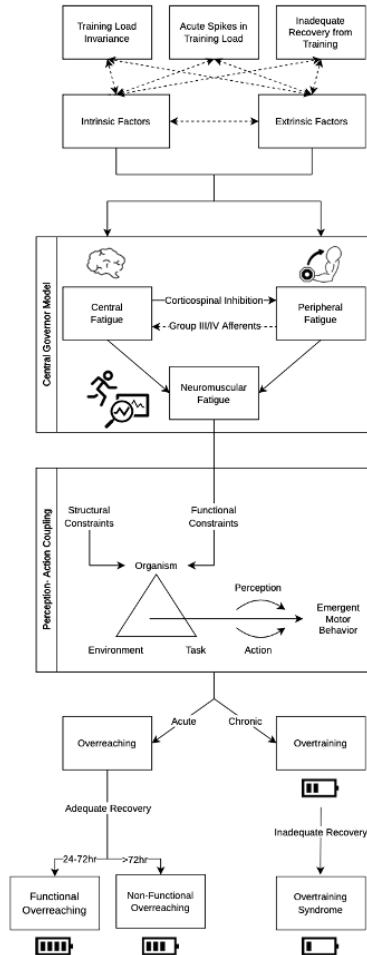 Training Load
Invariance
Acute Spikes in
Training Load
Inadequate
Recovery from
Training
Intrinsic Factors
Extrinsic Factors
Central Governor Model
Central
Fatigue
Corticospinal Inhibition
Group III/IV Afferents
Peripheral
Fatigue
Neuromuscular
Fatigue
Perception- Action Coupling
Structural
Constraints
Functional
Constraints
Organism
Perception
Emergent
Motor
Behavior
Environment
Task
Action
Acute
Chronic
Overreaching
Overtraining
Adequate Recovery
Inadequate Recovery
24-72hr
>72hr
Functional
Overreaching
Non-Functional
Overreaching
Overtraining
Syndrome